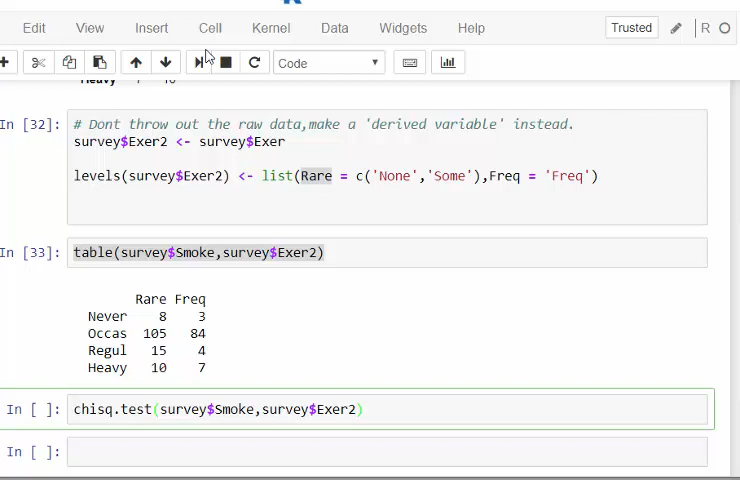 Edit View Insert Cell Kernel Data Widgets Help Trusted R
Code
Heavy 7 10
In [32]: # Dont throw out the raw data,make a 'derived variable' instead.
survey$Exer2 <- survey$Exer
levels(survey$Exer2) <- list(Rare = c('None','Some'),Freq = 'Freq')
In [33]: table(survey$Smoke,survey$Exer2)
Rare Freq
Never 8 3
Occas 105 84
Regul 15 4
Heavy 10 7
In [ ]: chisq.test(survey$Smoke,survey$Exer2)
In [ ]: